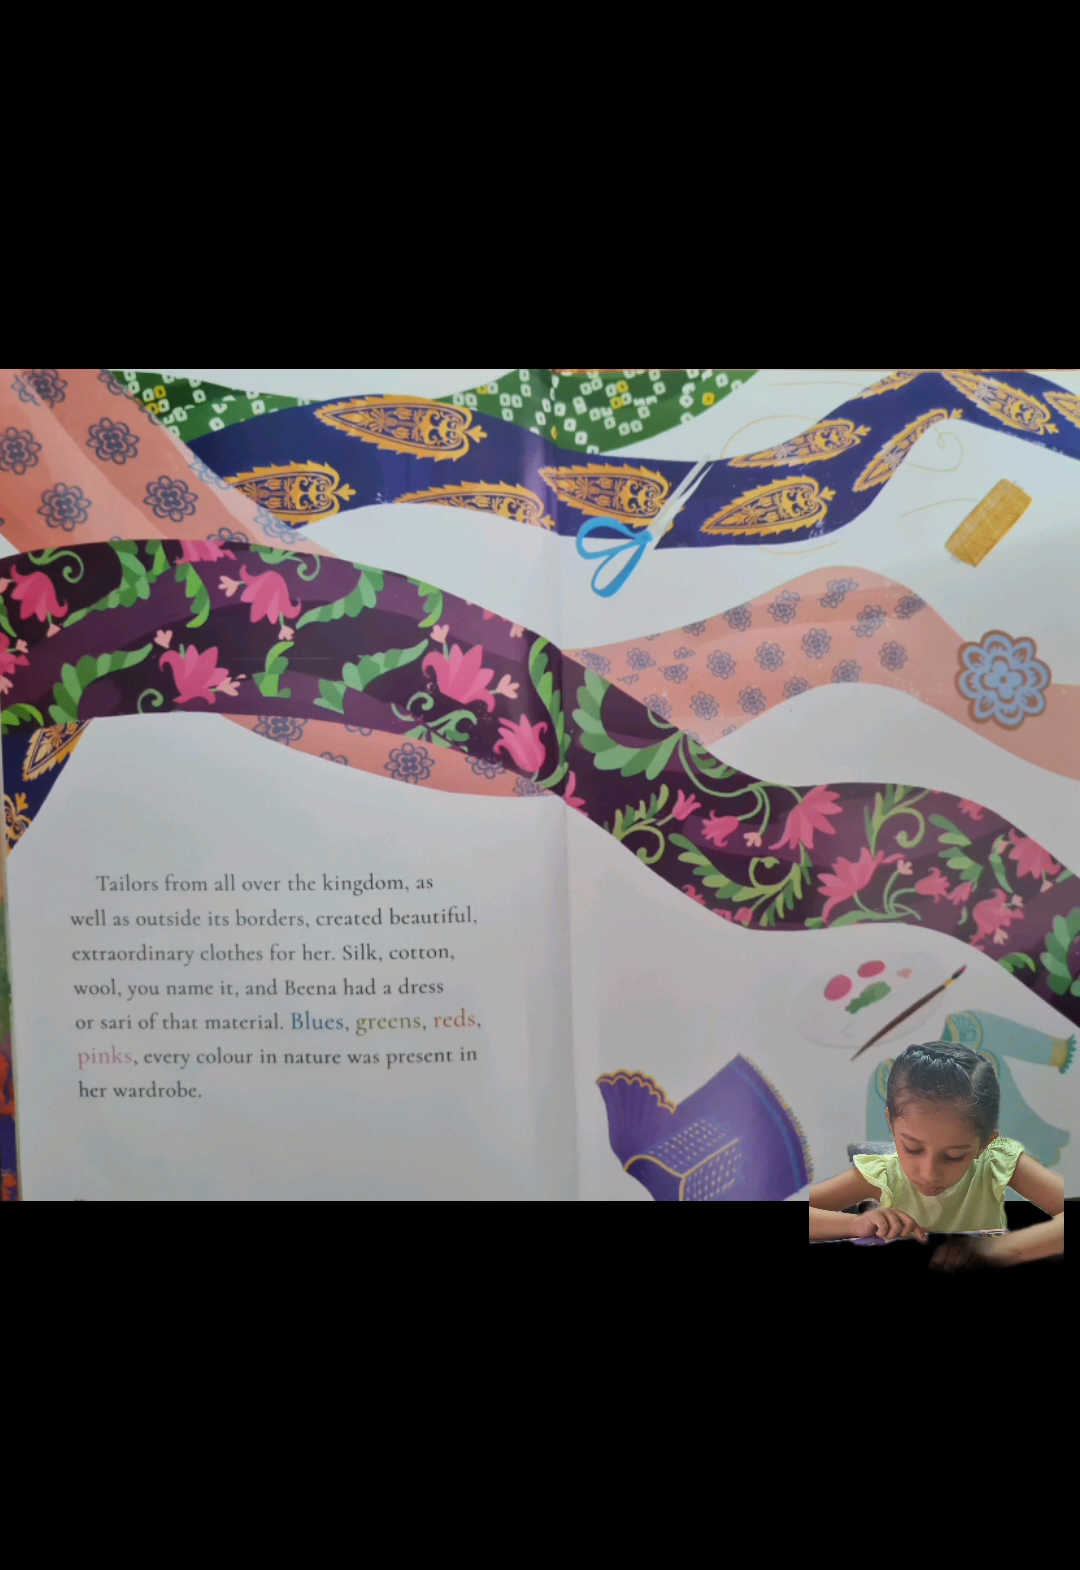 Tailors from all over the kingdom, as
well as outside its borders, created beautiful,
extraordinary clothes for her. Silk, cotton,
wool, you name it, and Beena had a dress
or sari of that material. Blues, greens, reds,
pinks, every colour in nature was present in
her wardrobe.